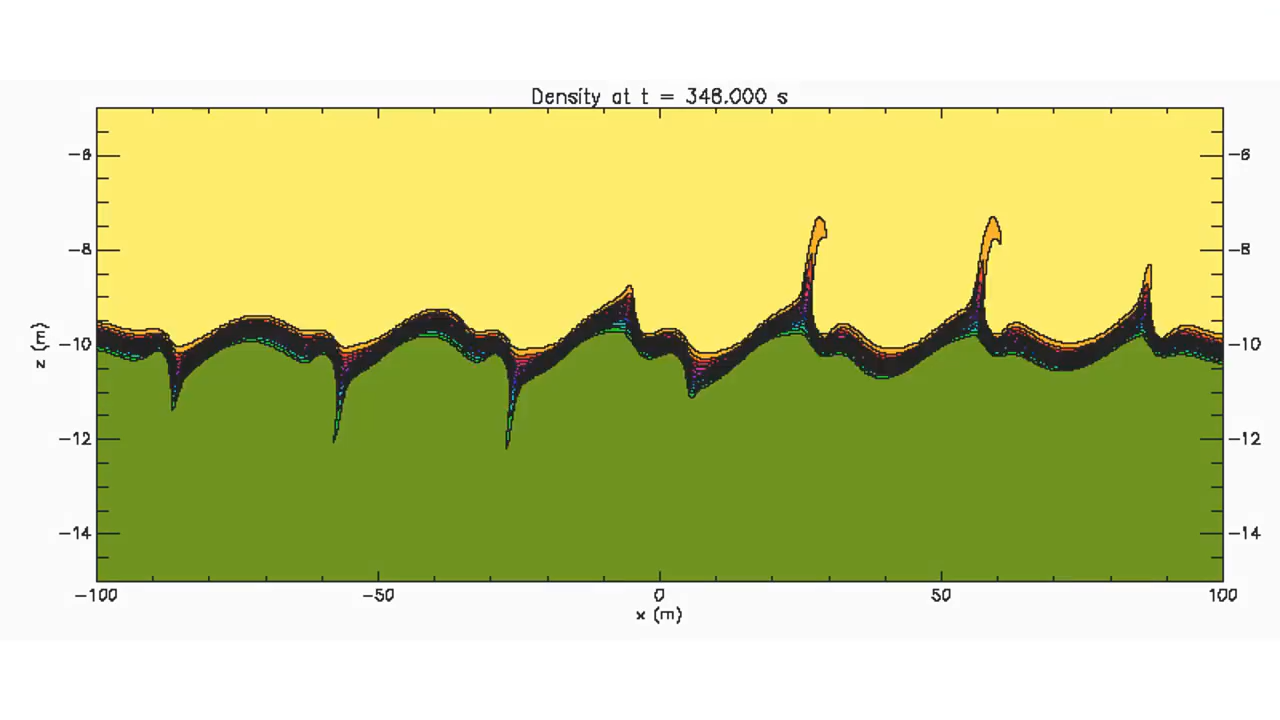 Density at t = 348.000 s
-6 -6
-8 -8
-10 -10
-12 -12
-14 -14
z (m)
-100 -50 0 50 100
x (m)